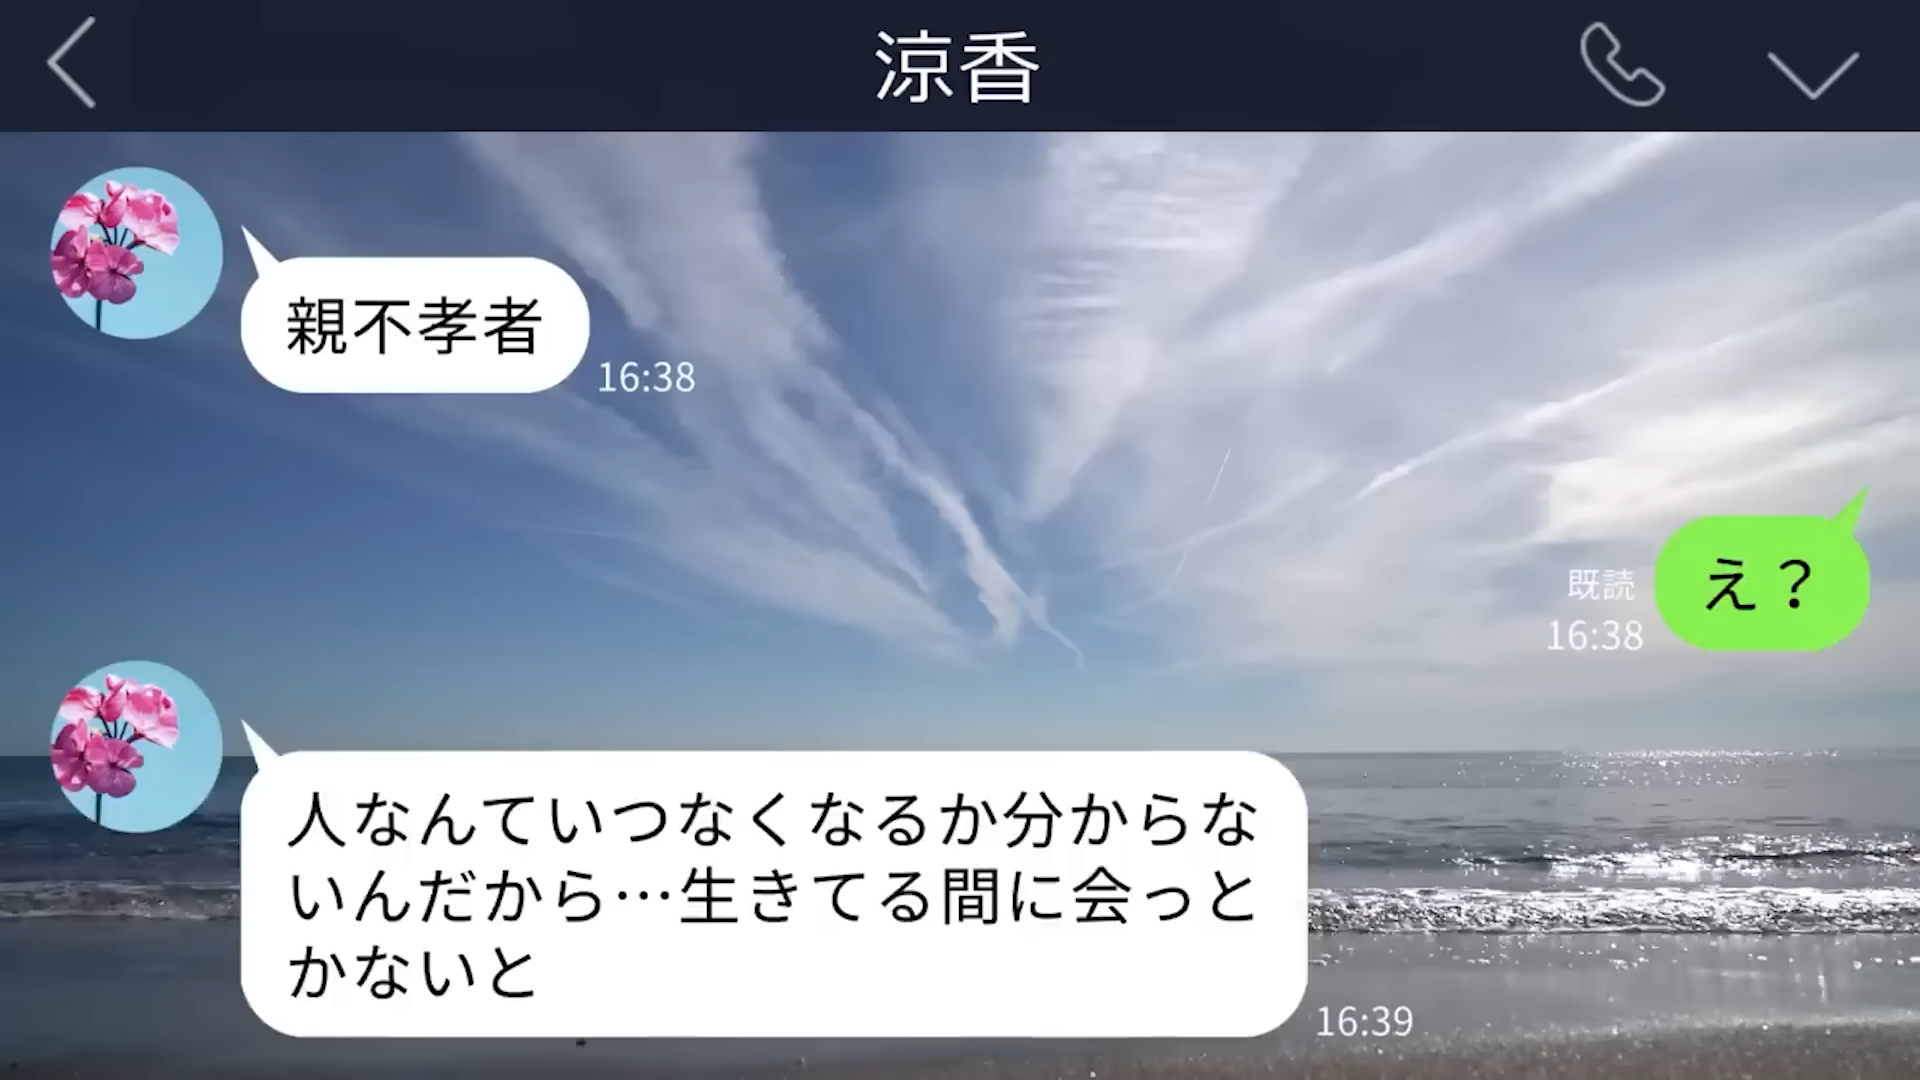 涼香
親不孝者
16:38
え？
既読
16:38
人なんていつなくなるか分からな
いんだから…生きてる間に会っと
かないと
16:39